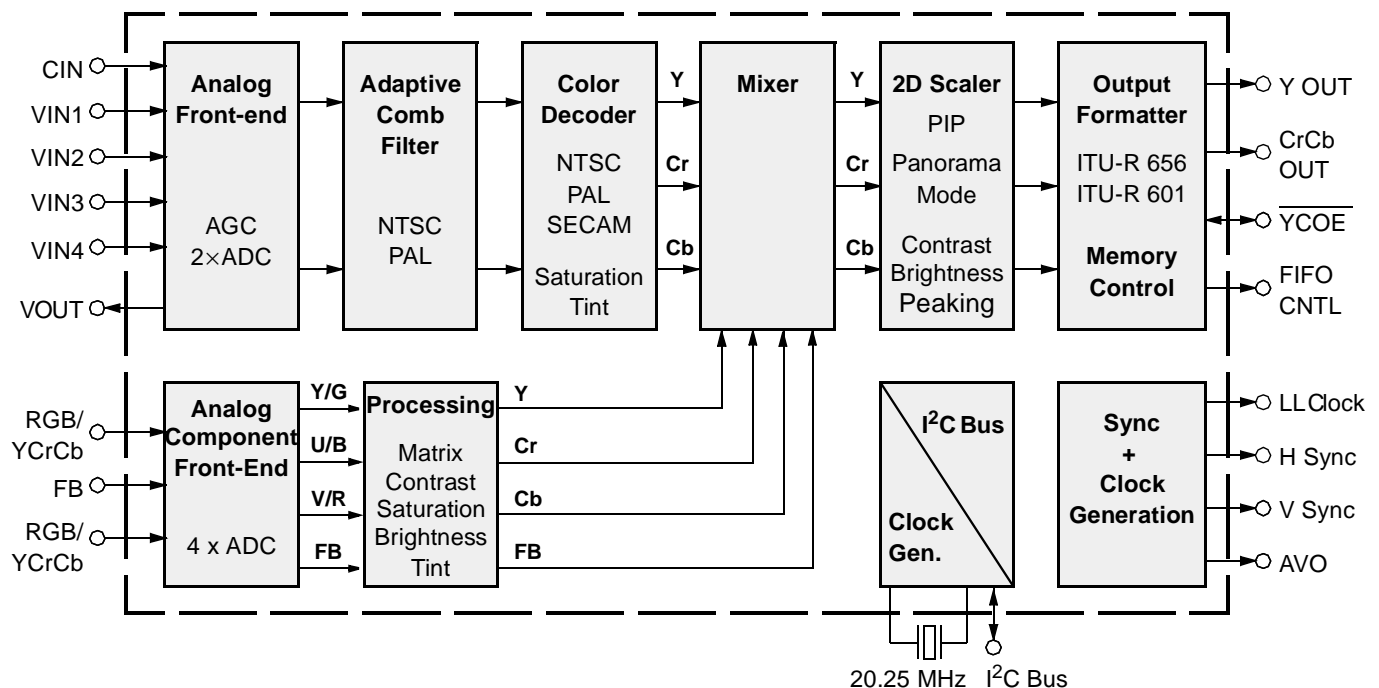 CIN
VIN1
VIN2
VIN3
VIN4
VOUT
Analog
Front-end
AGC
2×ADC
Adaptive
Comb
Filter
NTSC
PAL
Color
Decoder
NTSC
PAL
SECAM
Saturation
Tint
Y
Cr
Cb
Mixer
Y
Cr
Cb
2D Scaler
PIP
Panorama
Mode
Contrast
Brightness
Peaking
Output
Formatter
ITU-R 656
ITU-R 601
Memory
Control
Y OUT
CrCb
OUT
YCOE
FIFO
CNTL
RGB/
YCrCb
FB
RGB/
YCrCb
Analog
Component
Front-End
4 x ADC
Y/G
U/B
V/R
FB
Processing
Matrix
Contrast
Saturation
Brightness
Tint
Y
Cr
Cb
FB
I²C Bus
Clock
Gen.
Sync
+
Clock
Generation
LL Clock
H Sync
V Sync
AVO
20.25 MHz
I²C Bus